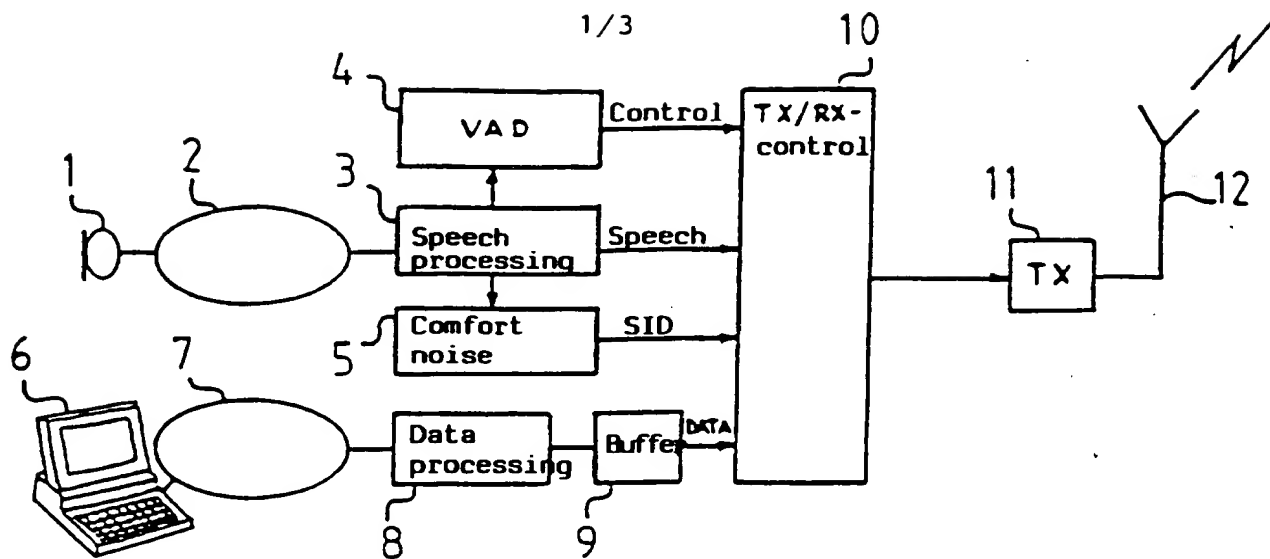 1/3
10
4
VAD
Control
TX/RX-
control
2
3
1
Speech
processing
Speech
11
12
TX
5
Comfort
noise
SID
6
7
Data
processing
Buffer
DATA
8
9